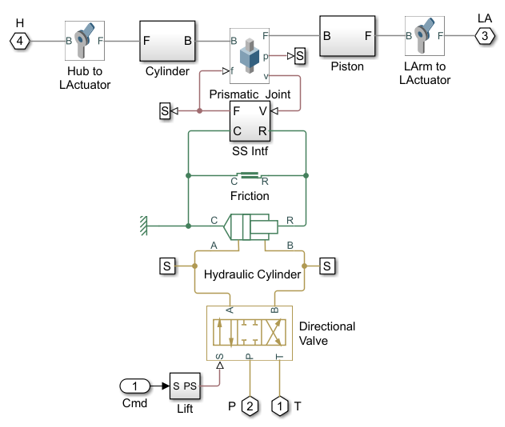 H
4
B
F
Hub to
LActuator
F
B
Cylinder
B
F
p
f
v
Prismatic Joint
S
B
F
Piston
B
F
LArm to
LActuator
LA
3
S
F
V
C
R
SS Intf
C
R
Friction
C
R
A
B
S
Hydraulic Cylinder
S
A
B
S
P
T
Directional
Valve
1
Cmd
S PS
Lift
P
2
1
T